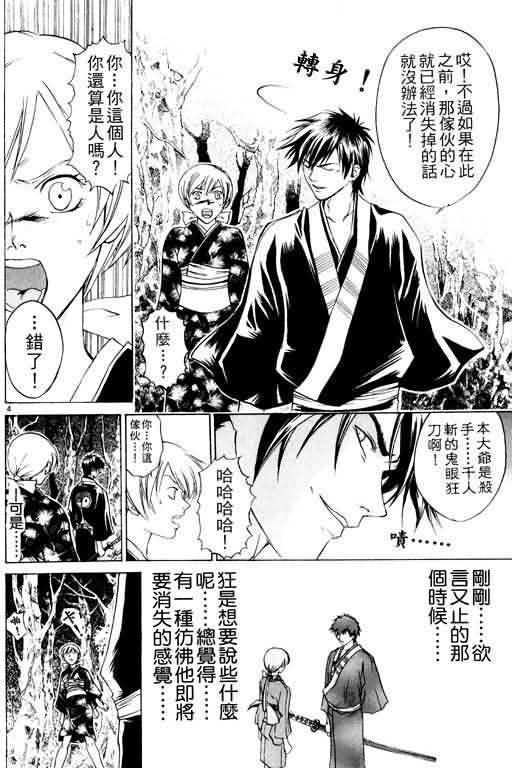 哎！不過如果在此
之前，那傢伙的心
就已經消失掉的話
就沒辦法了！
轉身！
什麼…？
你…你這個人！
你還算是人嗎？
…錯了！
4
本大爺是殺
手……千人
斬的鬼眼狂
刀啊！
嘖……
哈哈哈哈！
你…你這
傢伙…！
―可是……
剛剛……欲
言又止的那
個時候……
狂是想要說些什麼
呢……總覺得……
有一種彷彿他即將
要消失的感覺……